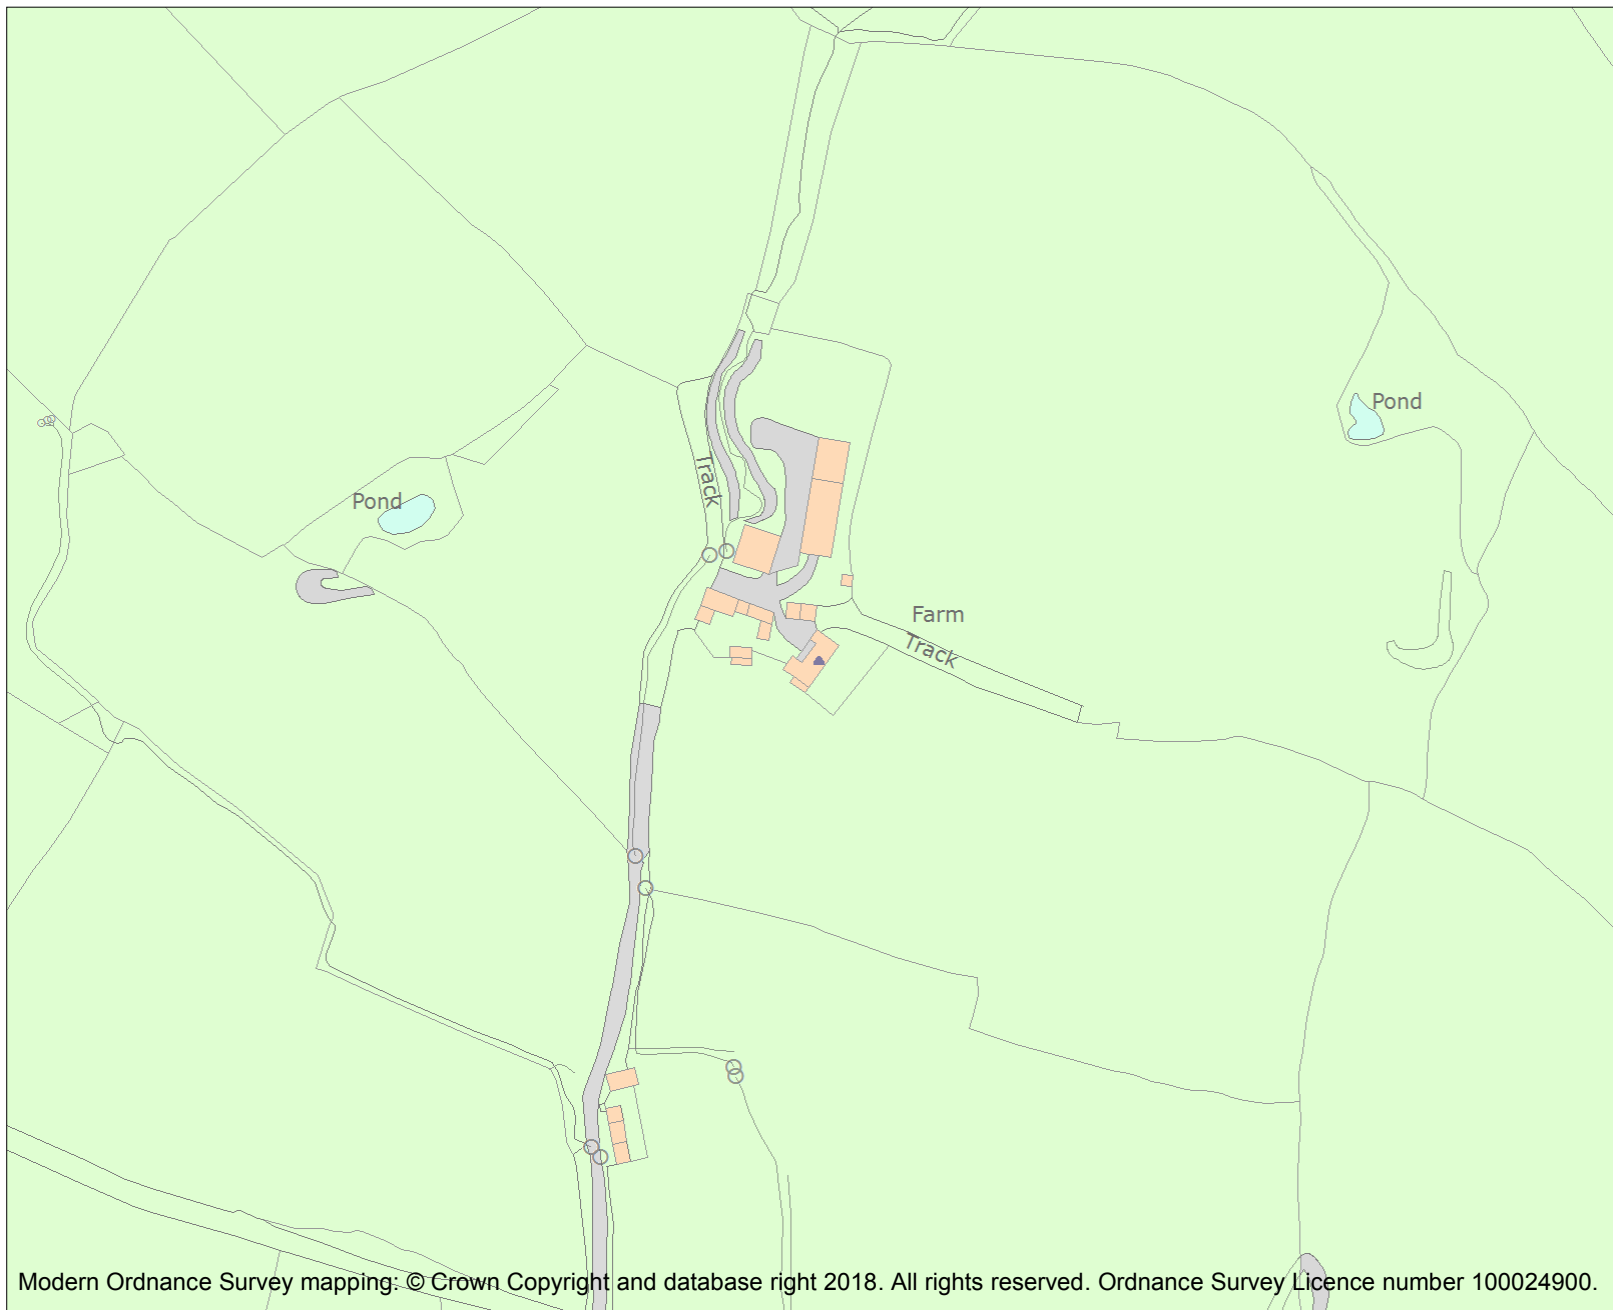 Pond
Track
Pond
Farm
Track
Modern Ordnance Survey mapping: © Crown Copyright and database right 2018. All rights reserved. Ordnance Survey Licence number 100024900.